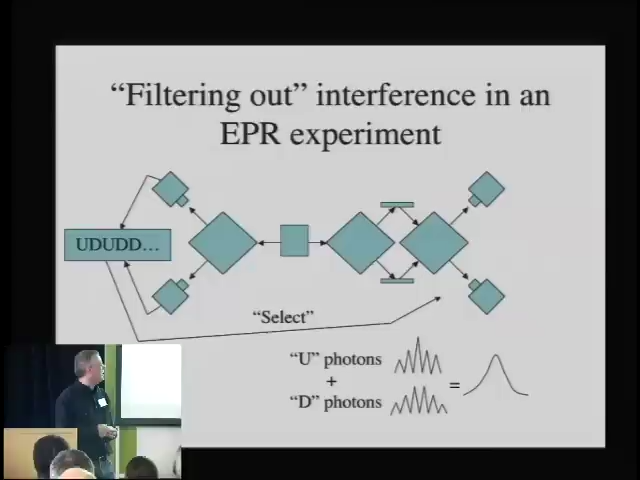 “Filtering out” interference in an
EPR experiment
UDUDD…
“Select”
“U” photons
+
=
“D” photons